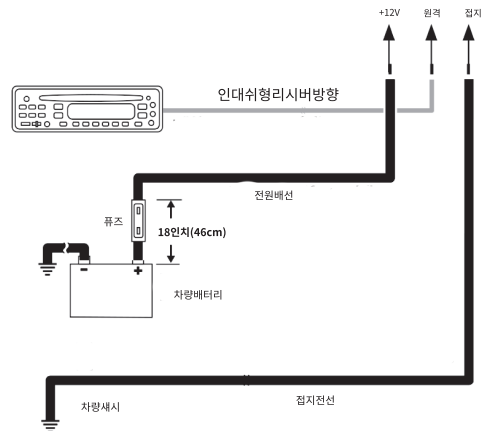 +12V
원격
접지
인대쉬형리시버방향
전원배선
퓨즈
18인치(46cm)
차량배터리
차량섀시
접지전선